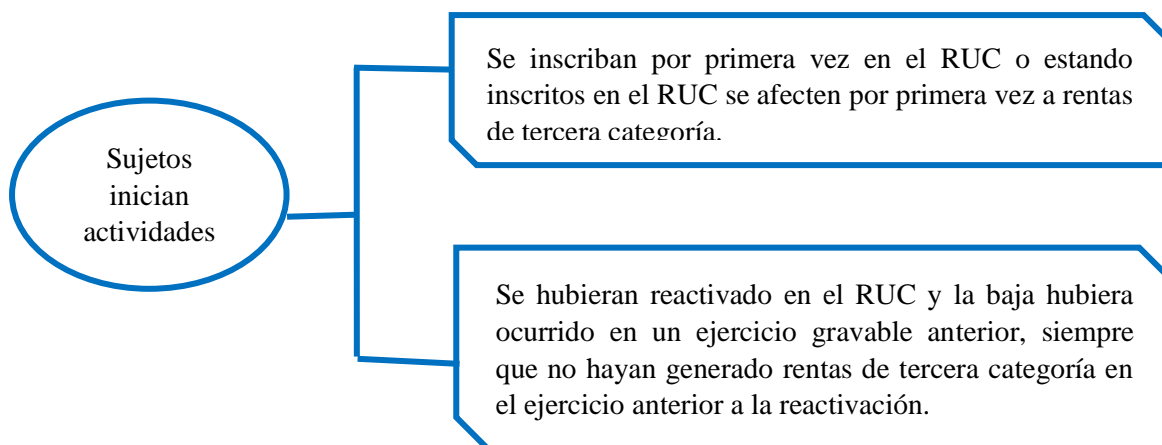 Sujetos
inician
actividades
Se inscriban por primera vez en el RUC o estando
inscritos en el RUC se afecten por primera vez a rentas
de tercera categoría.
Se hubieran reactivado en el RUC y la baja hubiera
ocurrido en un ejercicio gravable anterior, siempre
que no hayan generado rentas de tercera categoría en
el ejercicio anterior a la reactivación.